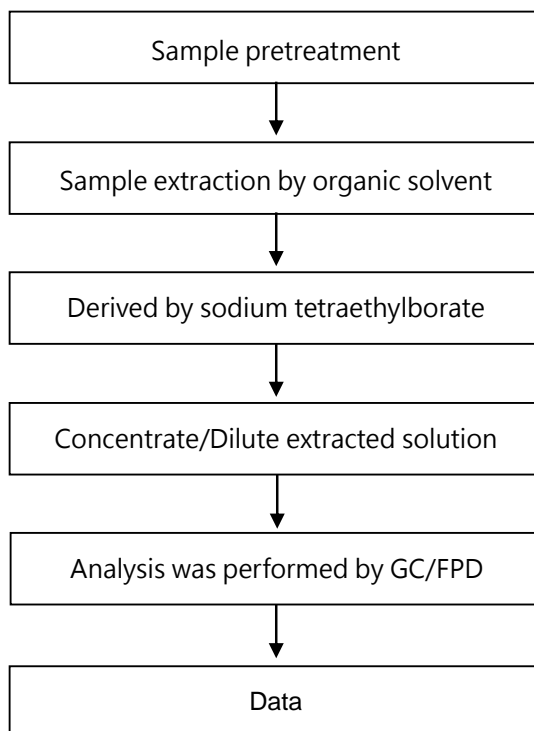 Sample pretreatment
Sample extraction by organic solvent
Derived by sodium tetraethylborate
Concentrate/Dilute extracted solution
Analysis was performed by GC/FPD
Data